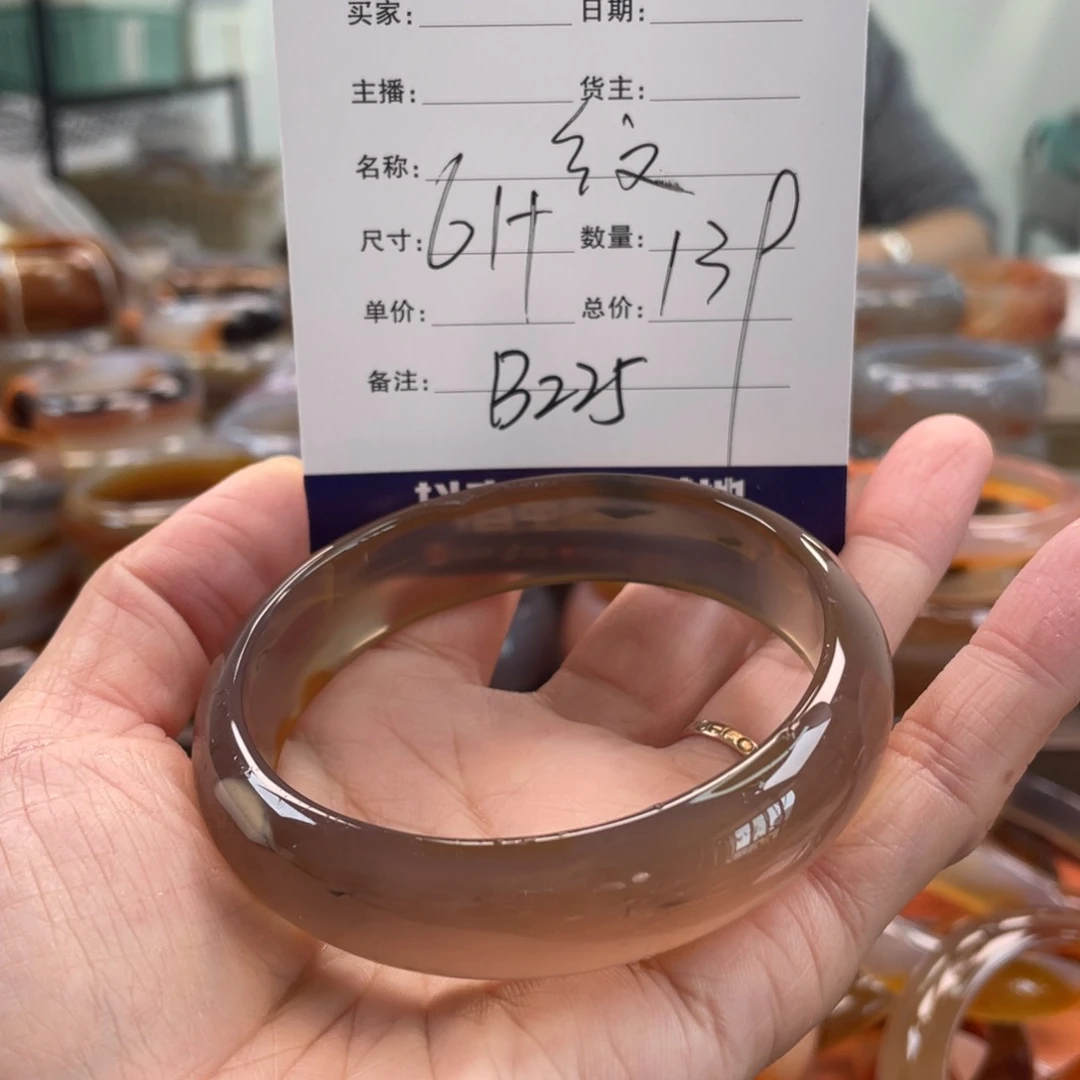 买家: 日期:
主播: 货主:
名称: 纹
尺寸: 61+ 数量: 139
单价: 总价:
备注: B225